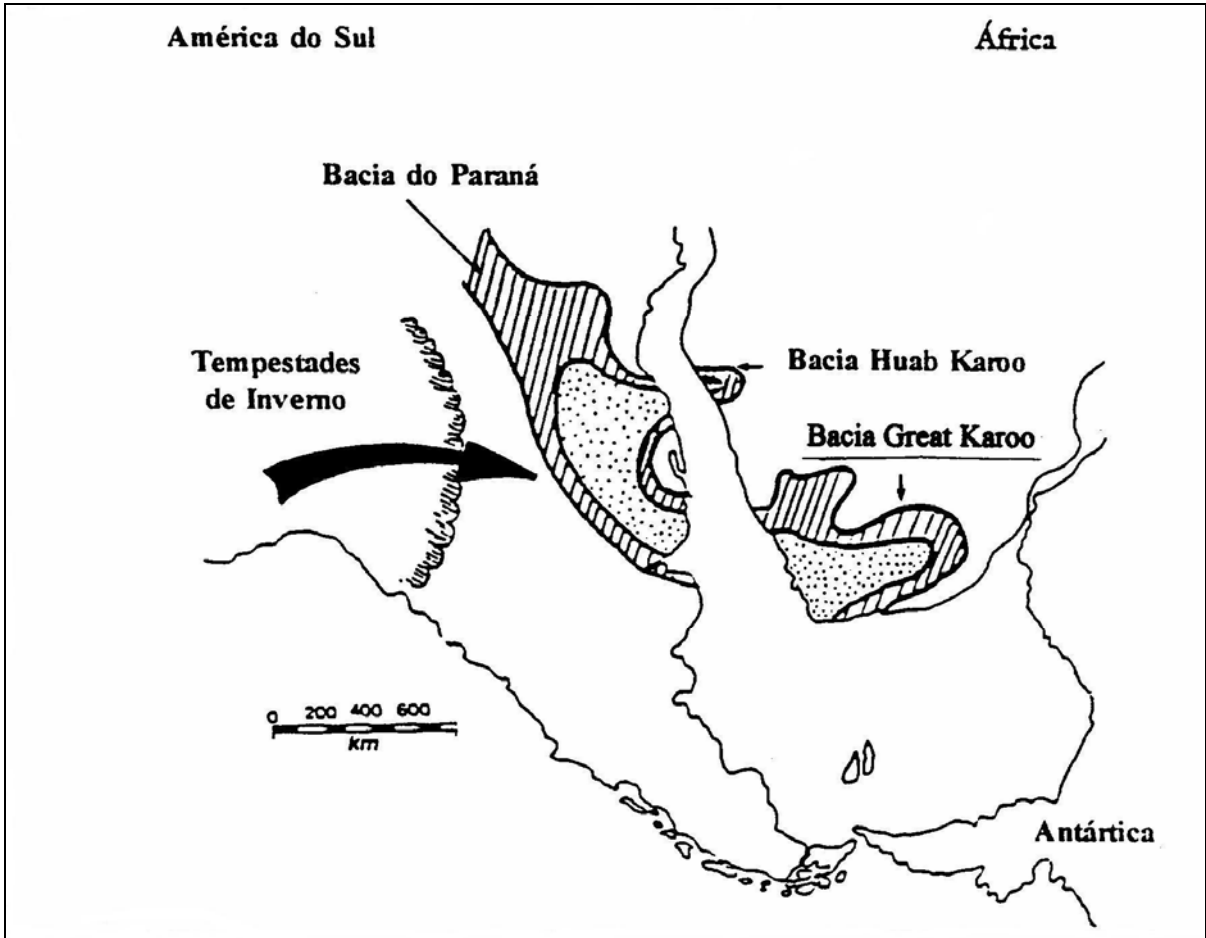 América do Sul
África
Bacia do Paraná
Tempestades
de Inverno
Bacia Huab Karoo
Bacia Great Karoo
0 200 400 600
km
Antártica